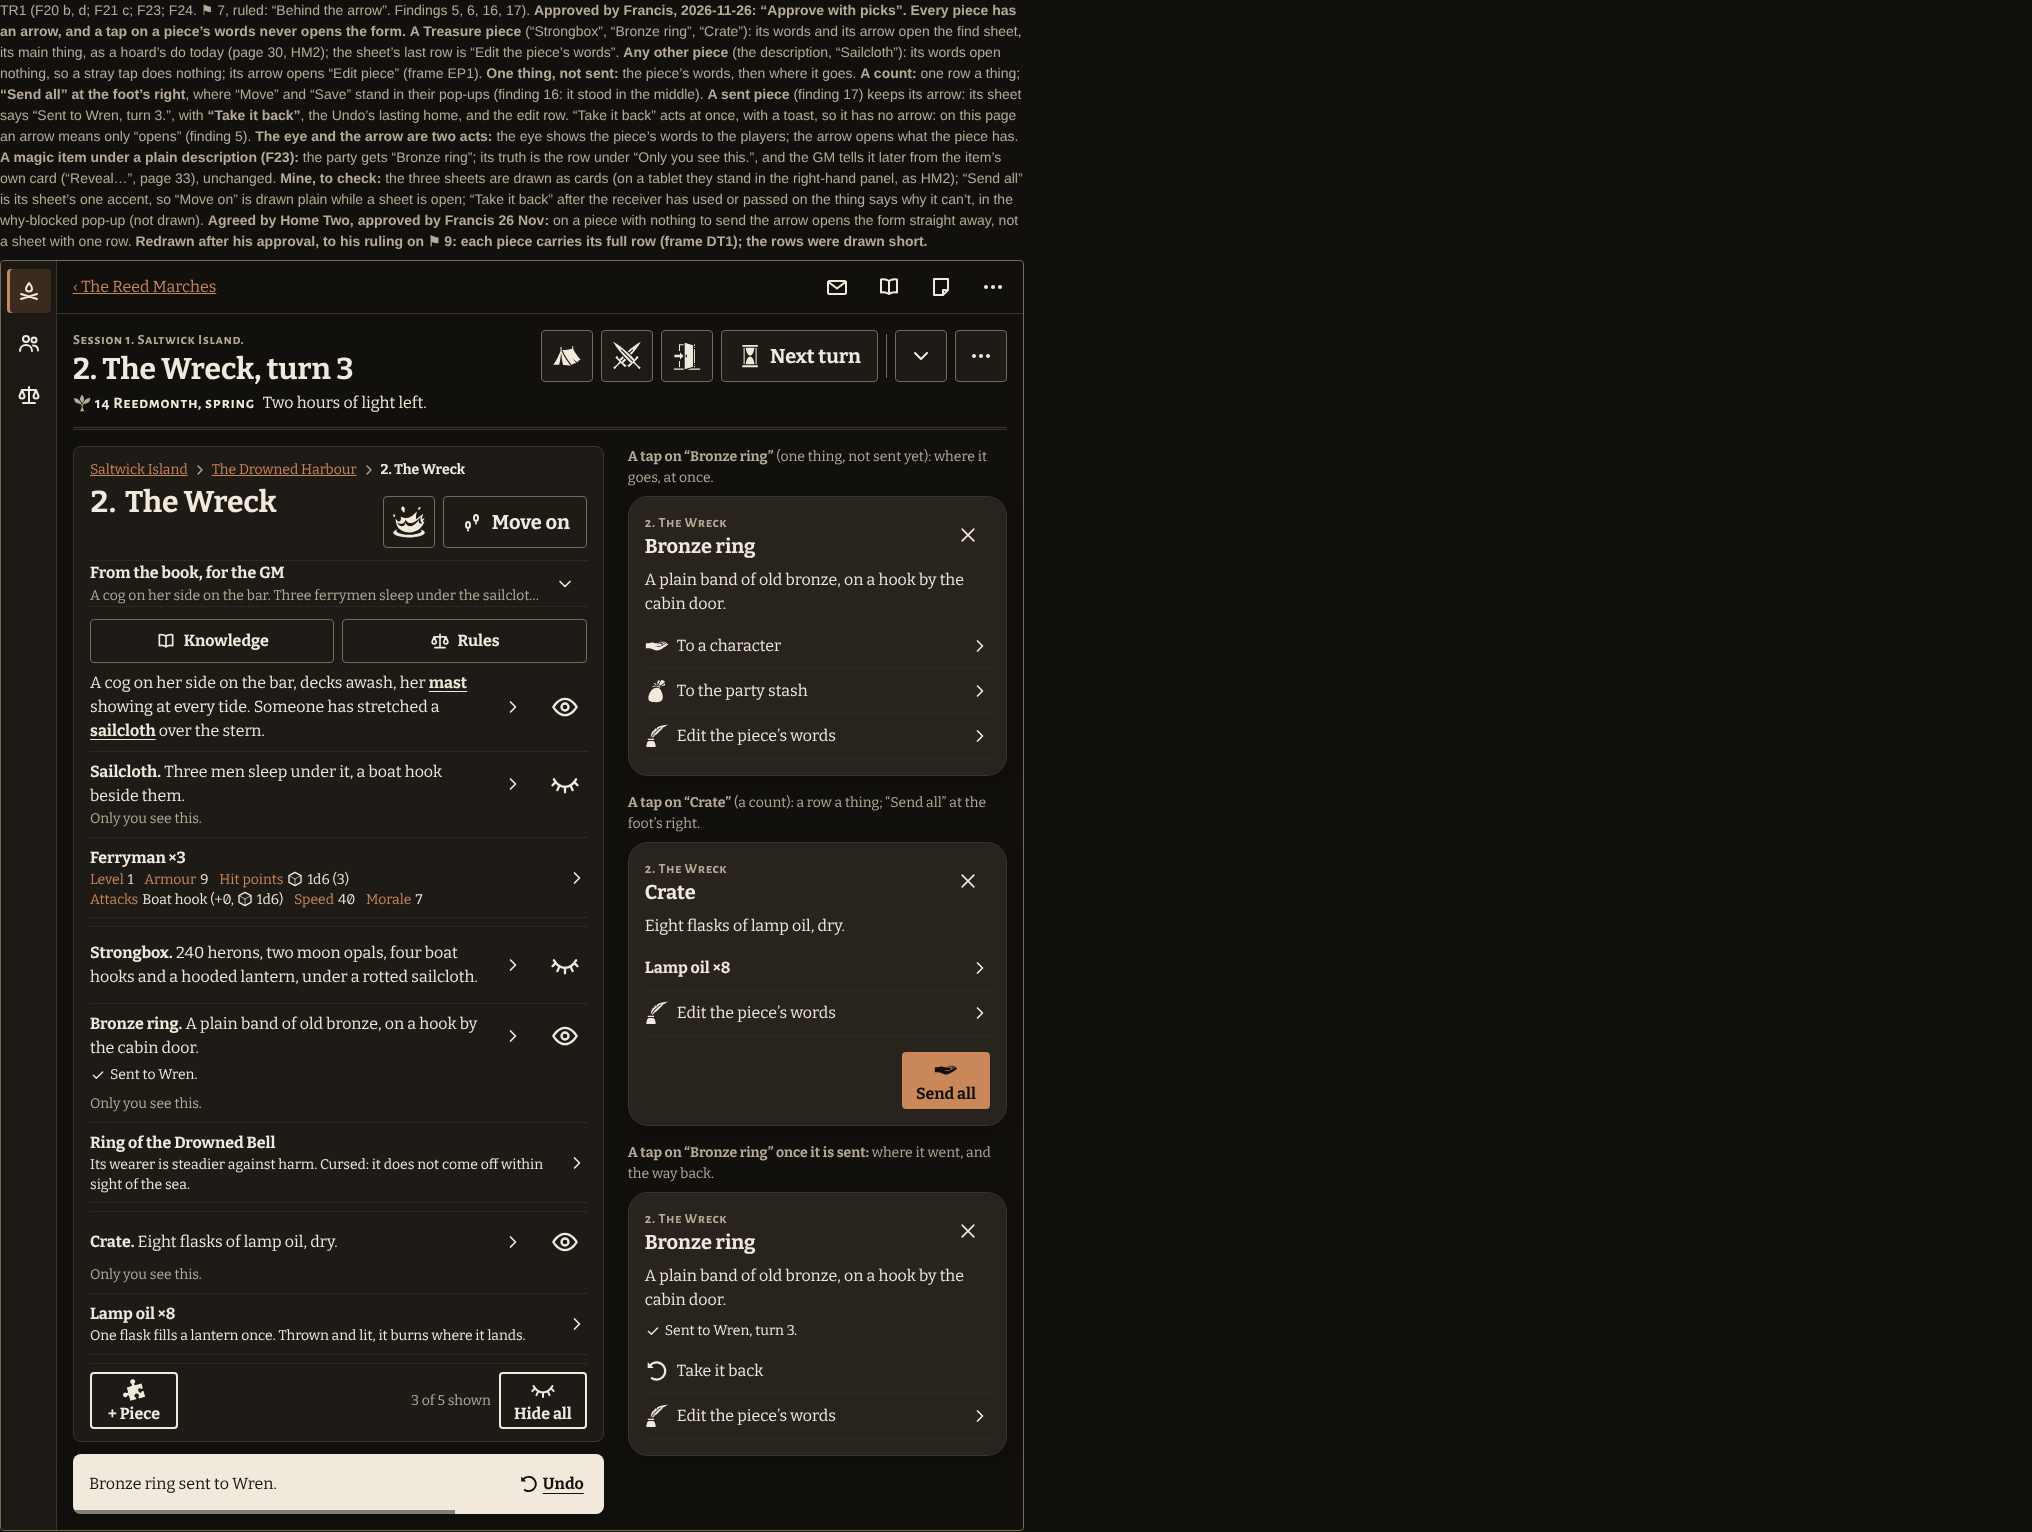 TR1 (F20 b, d; F21 c; F23; F24. ⚑ 7, ruled: “Behind the arrow”. Findings 5, 6, 16, 17). Approved by Francis, 2026-11-26: “Approve with picks”. Every piece has
an arrow, and a tap on a piece’s words never opens the form. A Treasure piece (“Strongbox”, “Bronze ring”, “Crate”): its words and its arrow open the find sheet,
its main thing, as a hoard’s do today (page 30, HM2); the sheet’s last row is “Edit the piece’s words”. Any other piece (the description, “Sailcloth”): its words open
nothing, so a stray tap does nothing; its arrow opens “Edit piece” (frame EP1). One thing, not sent: the piece’s words, then where it goes. A count: one row a thing;
“Send all” at the foot’s right, where “Move” and “Save” stand in their pop-ups (finding 16: it stood in the middle). A sent piece (finding 17) keeps its arrow: its sheet
says “Sent to Wren, turn 3.”, with “Take it back”, the Undo’s lasting home, and the edit row. “Take it back” acts at once, with a toast, so it has no arrow: on this page
an arrow means only “opens” (finding 5). The eye and the arrow are two acts: the eye shows the piece’s words to the players; the arrow opens what the piece has.
A magic item under a plain description (F23): the party gets “Bronze ring”; its truth is the row under “Only you see this.”, and the GM tells it later from the item’s
own card (“Reveal…”, page 33), unchanged. Mine, to check: the three sheets are drawn as cards (on a tablet they stand in the right-hand panel, as HM2); “Send all”
is its sheet’s one accent, so “Move on” is drawn plain while a sheet is open; “Take it back” after the receiver has used or passed on the thing says why it can’t, in the
why-blocked pop-up (not drawn). Agreed by Home Two, approved by Francis 26 Nov: on a piece with nothing to send the arrow opens the form straight away, not
a sheet with one row. Redrawn after his approval, to his ruling on ⚑ 9: each piece carries its full row (frame DT1); the rows were drawn short.
‹ The Reed Marches
Session 1. Saltwick Island.
2. The Wreck, turn 3
14 Reedmonth, spring Two hours of light left.
Next turn
Saltwick Island > The Drowned Harbour > 2. The Wreck
2. The Wreck
Move on
From the book, for the GM
A cog on her side on the bar. Three ferrymen sleep under the sailclot…
Knowledge
Rules
A cog on her side on the bar, decks awash, her mast
showing at every tide. Someone has stretched a
sailcloth over the stern.
Sailcloth. Three men sleep under it, a boat hook
beside them.
Only you see this.
Ferryman ×3
Level 1 Armour 9 Hit points 1d6 (3)
Attacks Boat hook (+0, 1d6) Speed 40 Morale 7
Strongbox. 240 herons, two moon opals, four boat
hooks and a hooded lantern, under a rotted sailcloth.
Bronze ring. A plain band of old bronze, on a hook by
the cabin door.
Sent to Wren.
Only you see this.
Ring of the Drowned Bell
Its wearer is steadier against harm. Cursed: it does not come off within
sight of the sea.
Crate. Eight flasks of lamp oil, dry.
Only you see this.
Lamp oil ×8
One flask fills a lantern once. Thrown and lit, it burns where it lands.
+ Piece
3 of 5 shown
Hide all
Bronze ring sent to Wren.
Undo
A tap on “Bronze ring” (one thing, not sent yet): where it
goes, at once.
2. The Wreck
Bronze ring
A plain band of old bronze, on a hook by the
cabin door.
To a character
To the party stash
Edit the piece’s words
A tap on “Crate” (a count): a row a thing; “Send all” at the
foot’s right.
2. The Wreck
Crate
Eight flasks of lamp oil, dry.
Lamp oil ×8
Edit the piece’s words
Send all
A tap on “Bronze ring” once it is sent: where it went, and
the way back.
2. The Wreck
Bronze ring
A plain band of old bronze, on a hook by the
cabin door.
Sent to Wren, turn 3.
Take it back
Edit the piece’s words